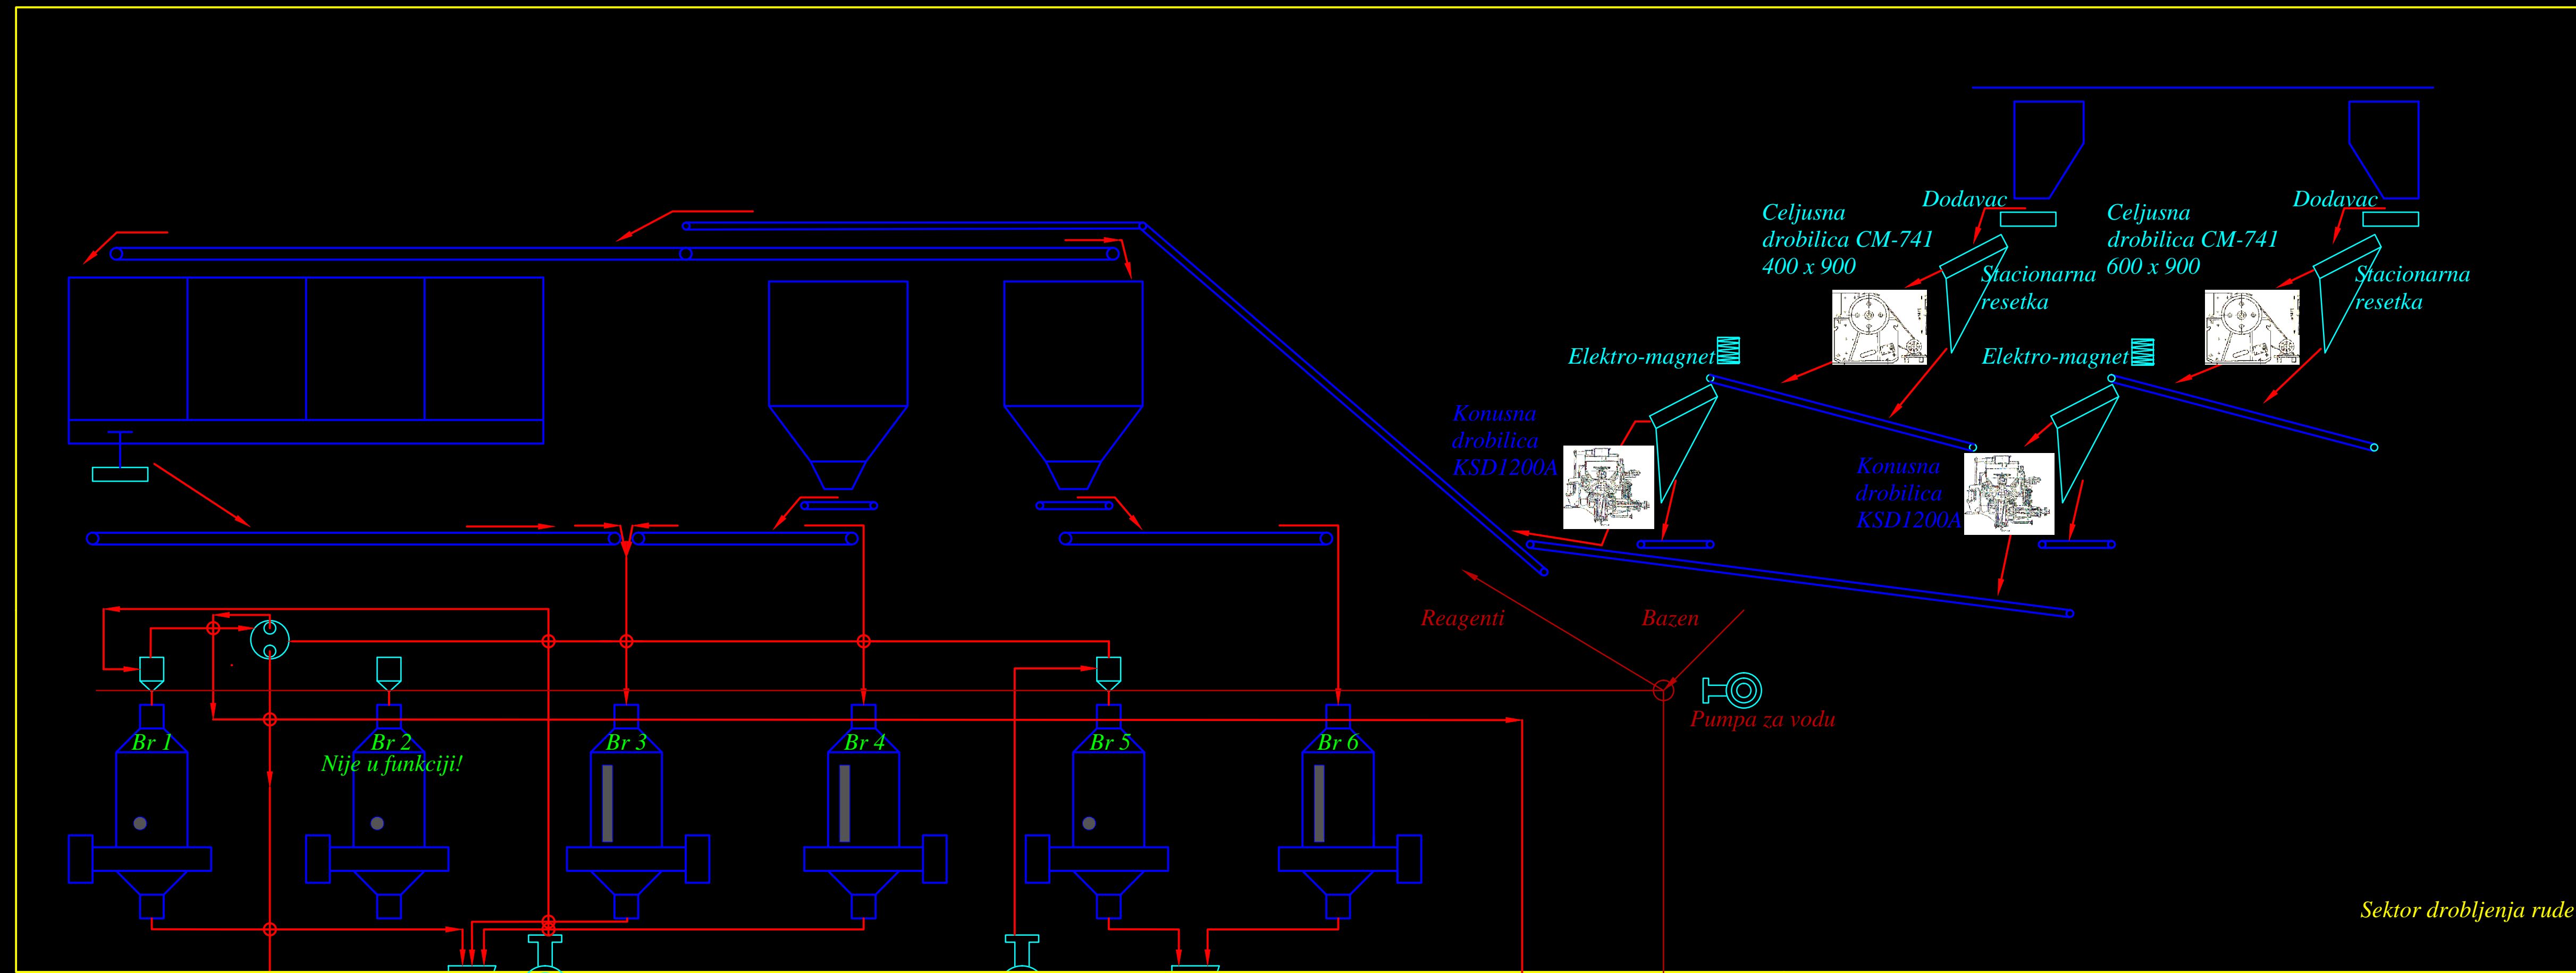 Dodavac
Dodavac
Celjusna
drobilica CM-741
400 x 900
Celjusna
drobilica CM-741
600 x 900
Stacionarna
resetka
Stacionarna
resetka
Elektro-magnet
Elektro-magnet
Konusna
drobilica
KSD1200A
Konusna
drobilica
KSD1200A
Reagenti
Bazen
Pumpa za vodu
Br 1
Br 2
Nije u funkciji!
Br 3
Br 4
Br 5
Br 6
Sektor drobljenja rude